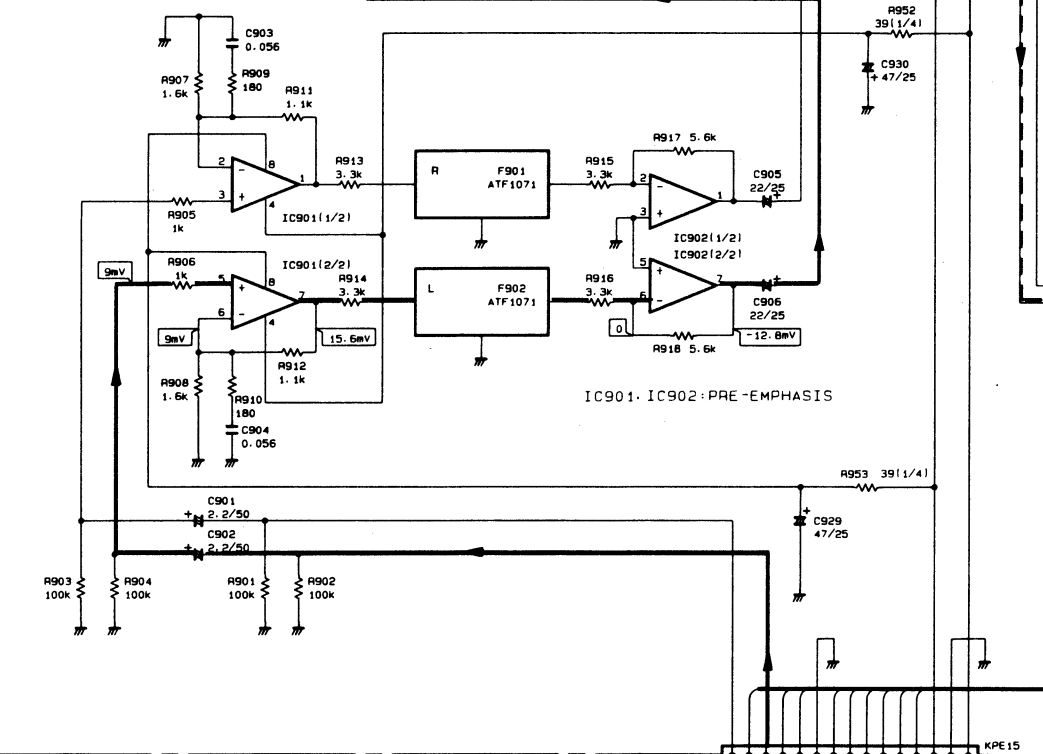 R952
39(1/4)
C903
0.056
C930
+ 47/25
R907
1.6k
R909
180
R911
1.1k
R917 5.6k
2
8
1
3
4
R913
3.3k
R F901
ATF1071
R915
3.3k
2
1
3
C905
22/25
+
R905
1k
IC901(1/2)
IC902(1/2)
IC902(2/2)
9mV
R906
1k
IC901(2/2)
5
8
7
6
4
R914
3.3k
L F902
ATF1071
R916
3.3k
5
7
6
+
C906
22/25
9mV
15.6mV
0
-12.8mV
R918 5.6k
R912
1.1k
R908
1.6k
R910
180
C904
0.056
IC901. IC902:PRE-EMPHASIS
R953 39(1/4)
C901
+ 2.2/50
C902
+ 2.2/50
+
C929
47/25
R903
100k
R904
100k
R901
100k
R902
100k
KPE15